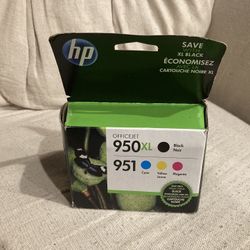 hp
SAVE
XL BLACK
ÉCONOMISEZ
CARTOUCHE NOIRE XL
OFFICEJET
950XL
Black
Noir
951
Cyan
Yellow
Jaune
Magenta